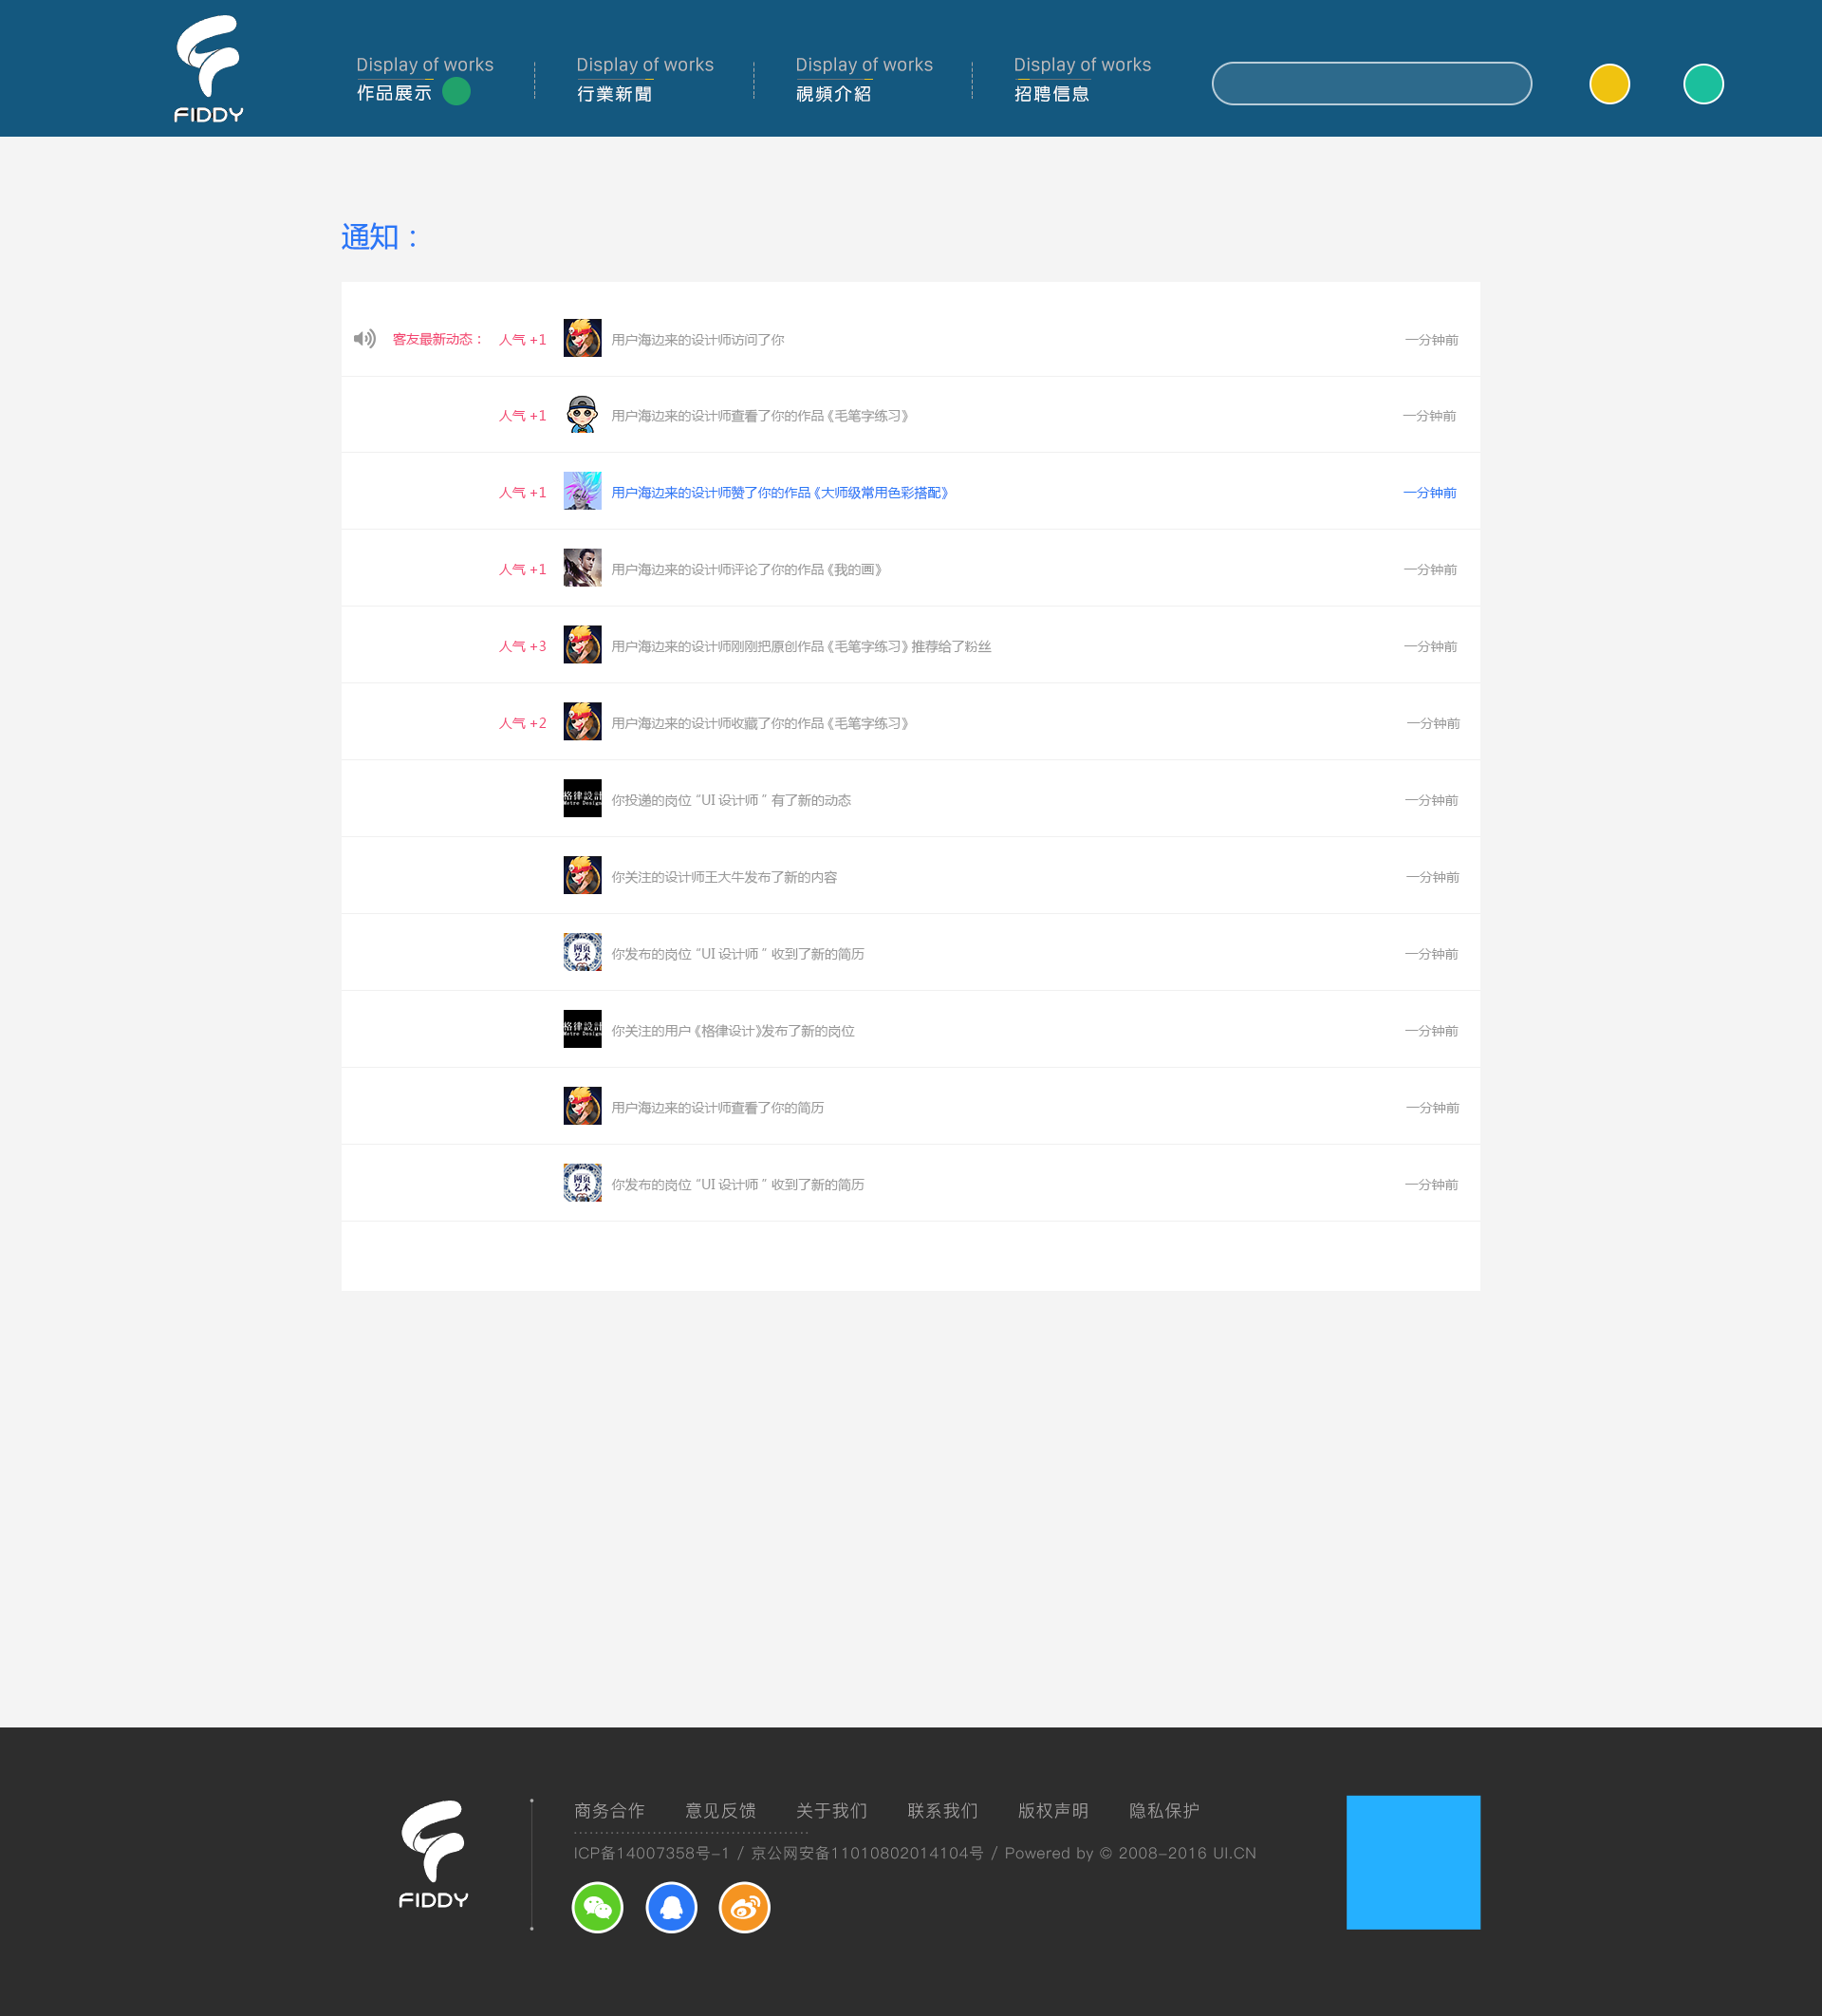 FIDDY
Display of works
作品展示
Display of works
行業新聞
Display of works
視頻介紹
Display of works
招聘信息
通知：
客友最新动态： 人气 +1 用户海边来的设计师访问了你 一分钟前
人气 +1 用户海边来的设计师查看了你的作品《毛笔字练习》 一分钟前
人气 +1 用户海边来的设计师赞了你的作品《大师级常用色彩搭配》 一分钟前
人气 +1 用户海边来的设计师评论了你的作品《我的画》 一分钟前
人气 +3 用户海边来的设计师刚刚把原创作品《毛笔字练习》推荐给了粉丝 一分钟前
人气 +2 用户海边来的设计师收藏了你的作品《毛笔字练习》 一分钟前
格律設計
Metre Design
你投递的岗位“UI 设计师”有了新的动态 一分钟前
你关注的设计师王大牛发布了新的内容 一分钟前
网页
艺术
你发布的岗位“UI 设计师”收到了新的简历 一分钟前
格律設計
Metre Design
你关注的用户《格律设计》发布了新的岗位 一分钟前
用户海边来的设计师查看了你的简历 一分钟前
网页
艺术
你发布的岗位“UI 设计师”收到了新的简历 一分钟前
FIDDY
商务合作 意见反馈 关于我们 联系我们 版权声明 隐私保护
ICP备14007358号-1 / 京公网安备11010802014104号 / Powered by © 2008-2016 UI.CN